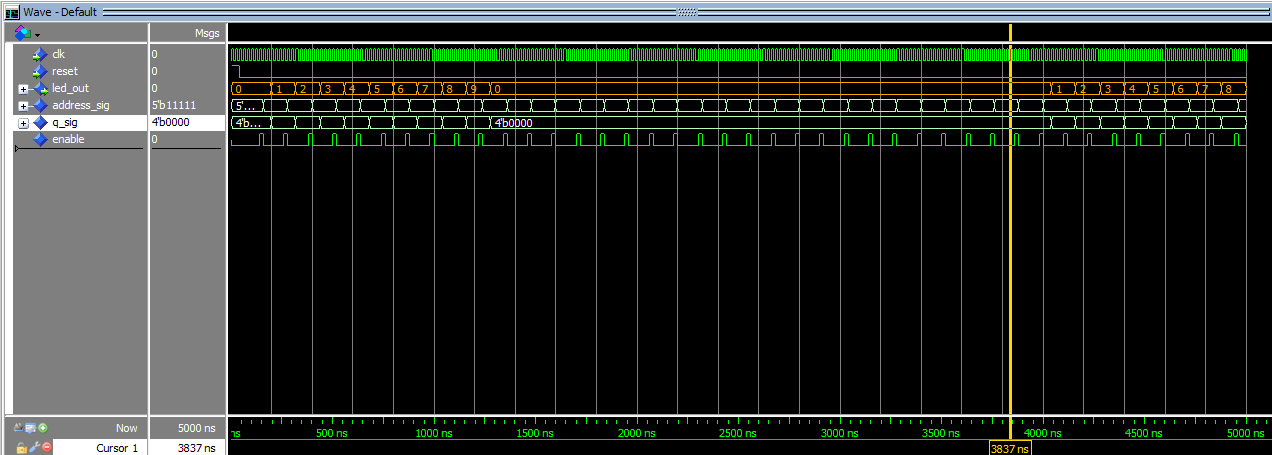 Wave - Default
Msgs
clk 0
reset 0
led_out 0 0 1 2 3 4 5 6 7 8 9 0 1 2 3 4 5 6 7 8
address_sig 5'b11111 5'...
q_sig 4'b0000 4'b... 4'b0000
enable 0
Now 5000 ns ns 500 ns 1000 ns 1500 ns 2000 ns 2500 ns 3000 ns 3500 ns 4000 ns 4500 ns 5000 ns
Cursor 1 3837 ns 3837 ns